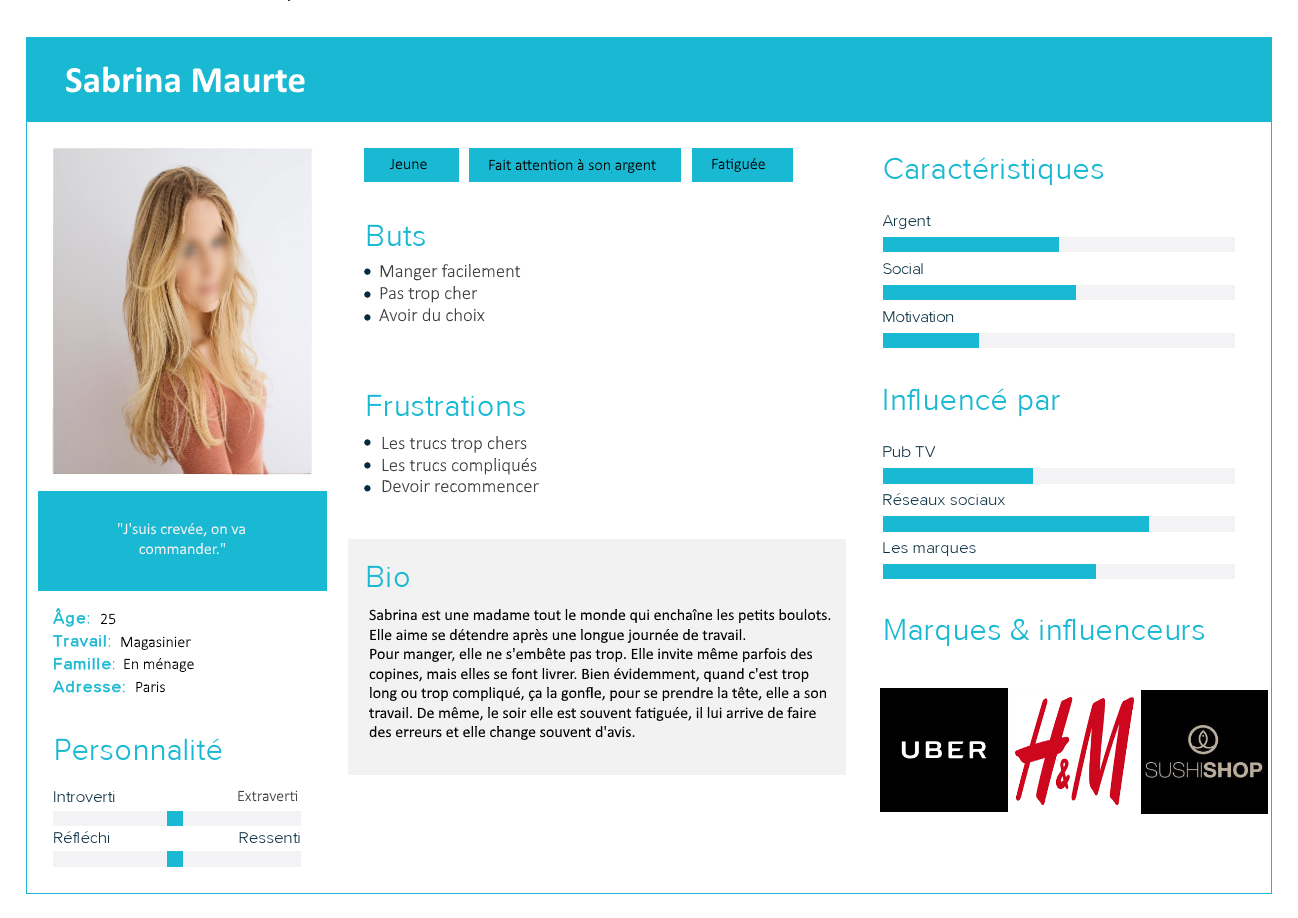 Sabrina Maurte
"J'suis crevée, on va
commander."
Âge: 25
Travail: Magasinier
Famille: En ménage
Adresse: Paris
Personnalité
Introverti Extraverti
Réfléchi Ressenti
Jeune Fait attention à son argent Fatiguée
Buts
• Manger facilement
• Pas trop cher
• Avoir du choix
Frustrations
• Les trucs trop chers
• Les trucs compliqués
• Devoir recommencer
Bio
Sabrina est une madame tout le monde qui enchaîne les petits boulots.
Elle aime se détendre après une longue journée de travail.
Pour manger, elle ne s'embête pas trop. Elle invite même parfois des
copines, mais elles se font livrer. Bien évidemment, quand c'est trop
long ou trop compliqué, ça la gonfle, pour se prendre la tête, elle a son
travail. De même, le soir elle est souvent fatiguée, il lui arrive de faire
des erreurs et elle change souvent d'avis.
Caractéristiques
Argent
Social
Motivation
Influencé par
Pub TV
Réseaux sociaux
Les marques
Marques & influenceurs
UBER
H&M
SUSHISHOP